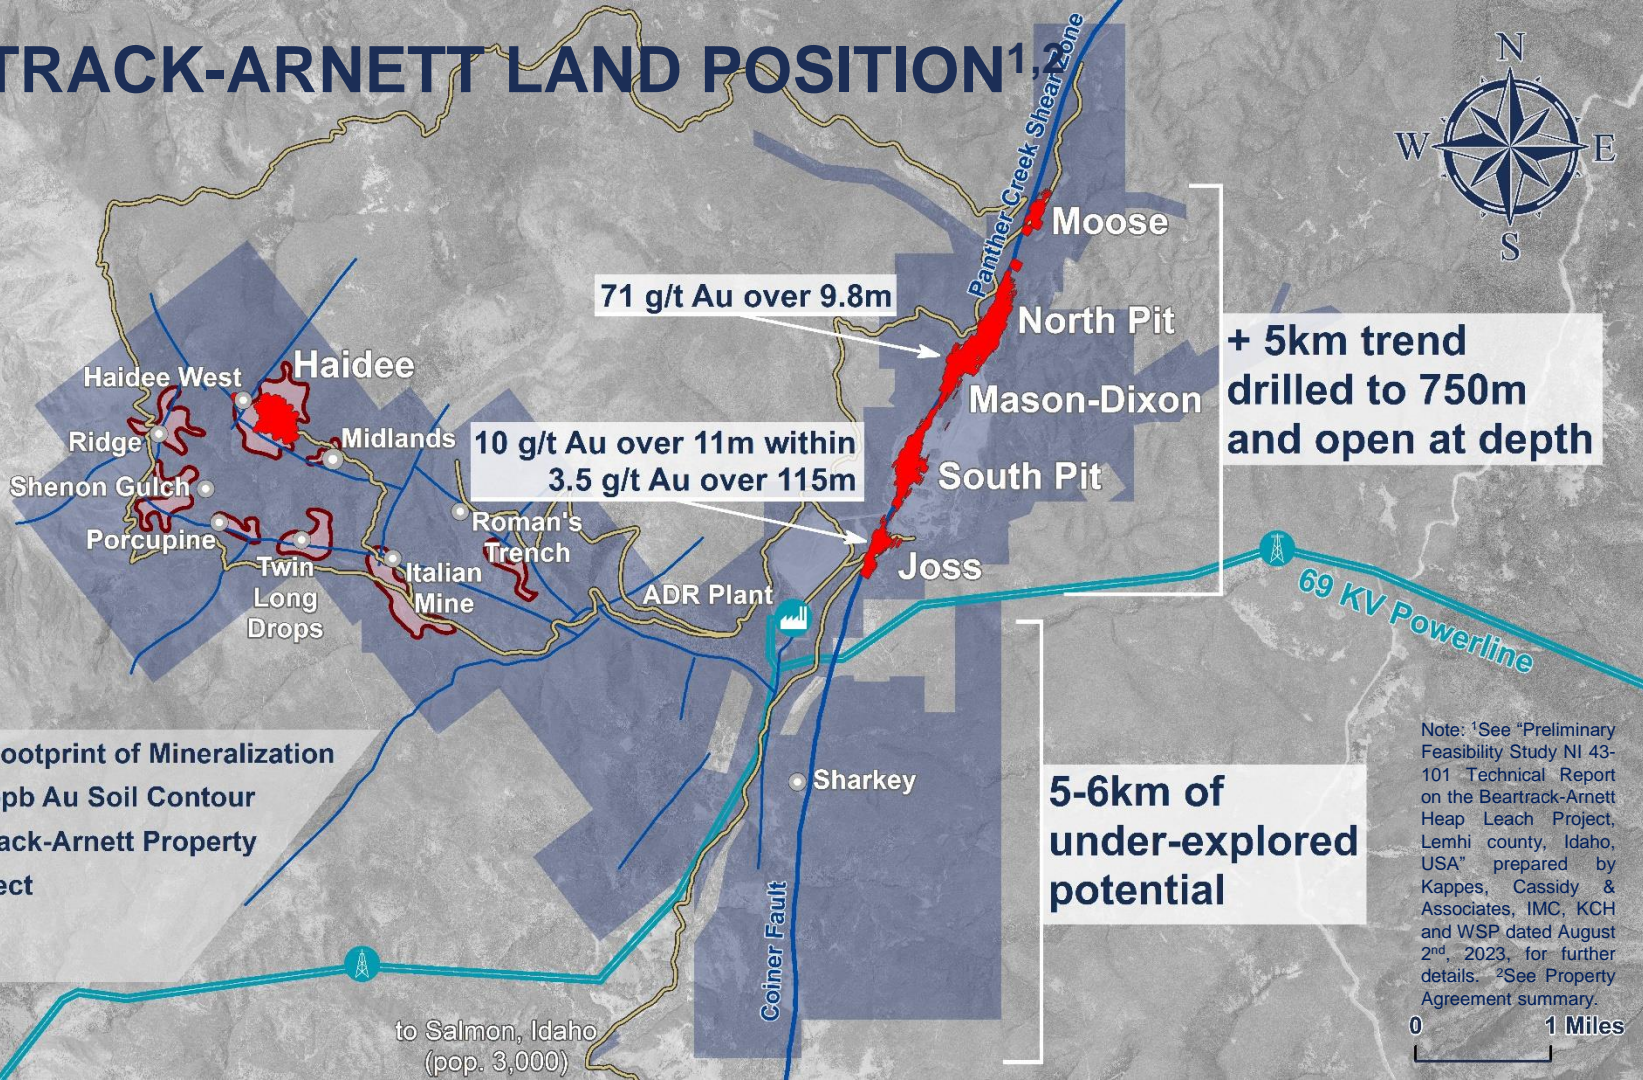 TRACK-ARNETT LAND POSITION1,2
N
W
E
S
Panther Creek Shear Zone
Moose
71 g/t Au over 9.8m
North Pit
+ 5km trend
drilled to 750m
and open at depth
Haidee
Haidee West
Mason-Dixon
Ridge
Midlands
10 g/t Au over 11m within
3.5 g/t Au over 115m
South Pit
Shenon Gulch
Porcupine
Roman's
Trench
Twin
Long
Drops
Italian
Mine
Joss
ADR Plant
69 KV Powerline
ootprint of Mineralization
pb Au Soil Contour
ack-Arnett Property
ect
Sharkey
5-6km of
under-explored
potential
Coiner Fault
to Salmon, Idaho
(pop. 3,000)
Note: 1See “Preliminary
Feasibility Study NI 43-
101 Technical Report
on the Beartrack-Arnett
Heap Leach Project,
Lemhi county, Idaho,
USA” prepared by
Kappes, Cassidy &
Associates, IMC, KCH
and WSP dated August
2nd, 2023, for further
details. 2See Property
Agreement summary.
0 1 Miles